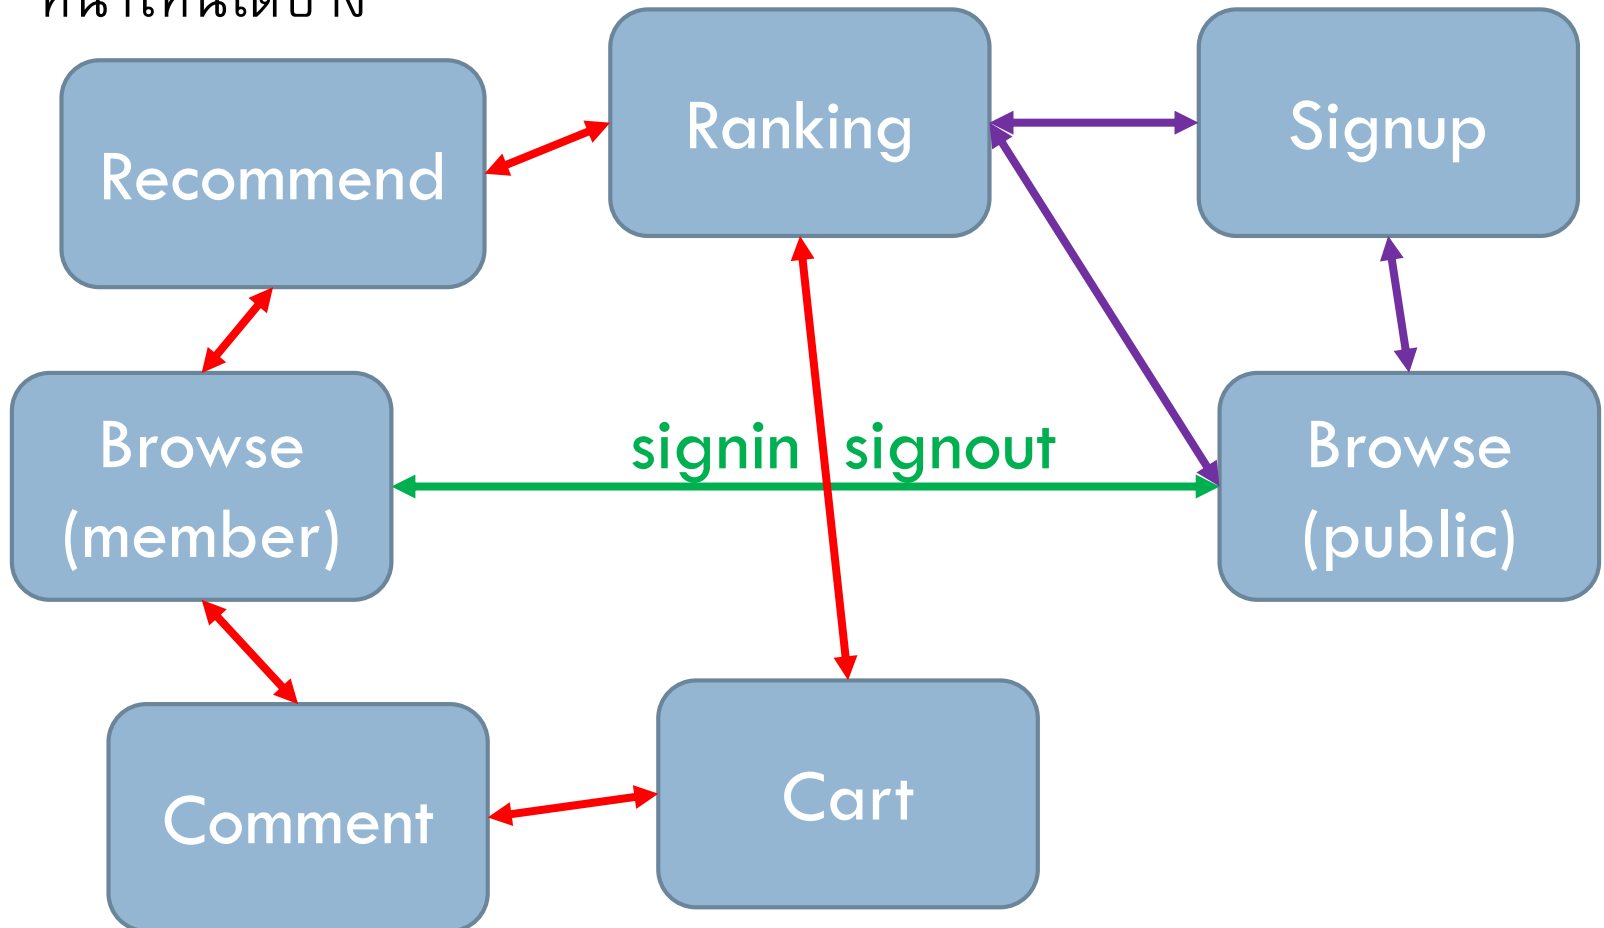 Ranking
Signup
Recommend
Browse
(member)
signin signout
Browse
(public)
Comment
Cart